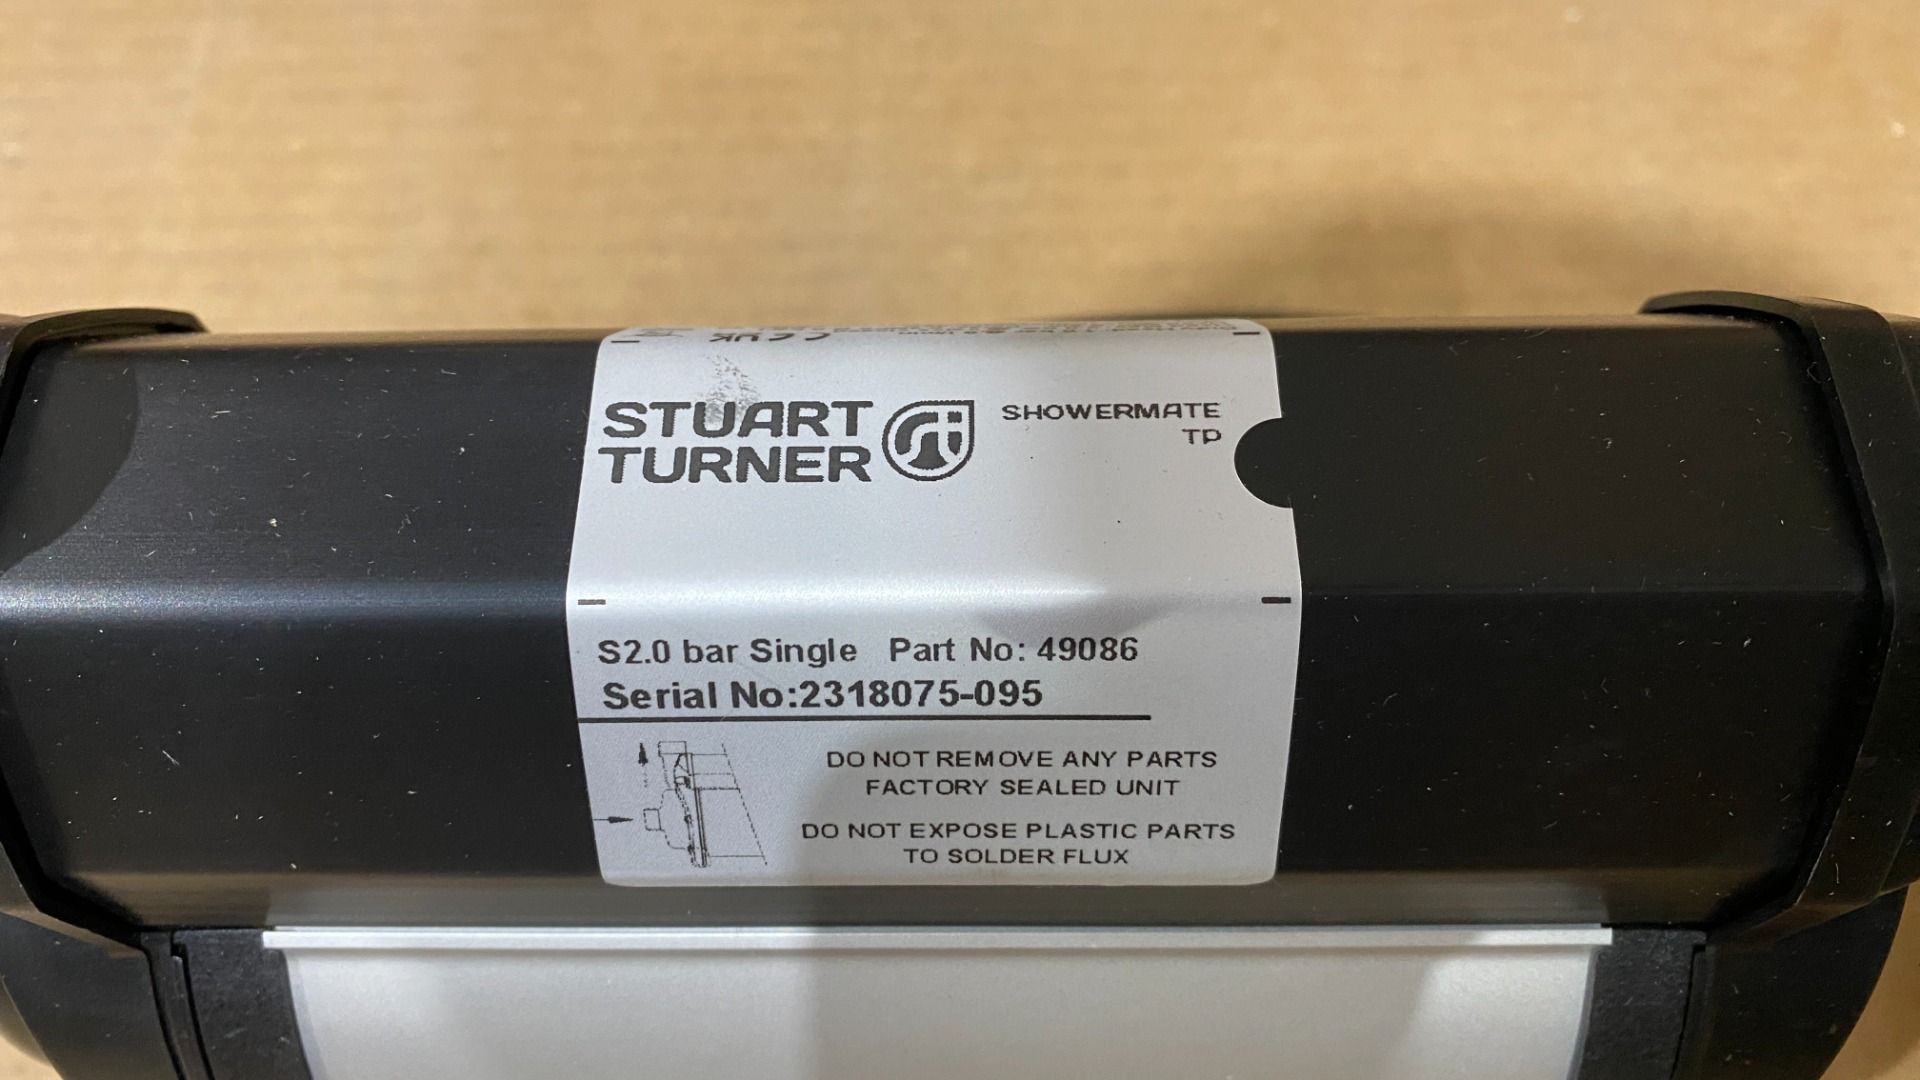 STUART
TURNER
SHOWERMATE
TP
S2.0 bar Single Part No: 49086
Serial No:2318075-095
DO NOT REMOVE ANY PARTS
FACTORY SEALED UNIT
DO NOT EXPOSE PLASTIC PARTS
TO SOLDER FLUX